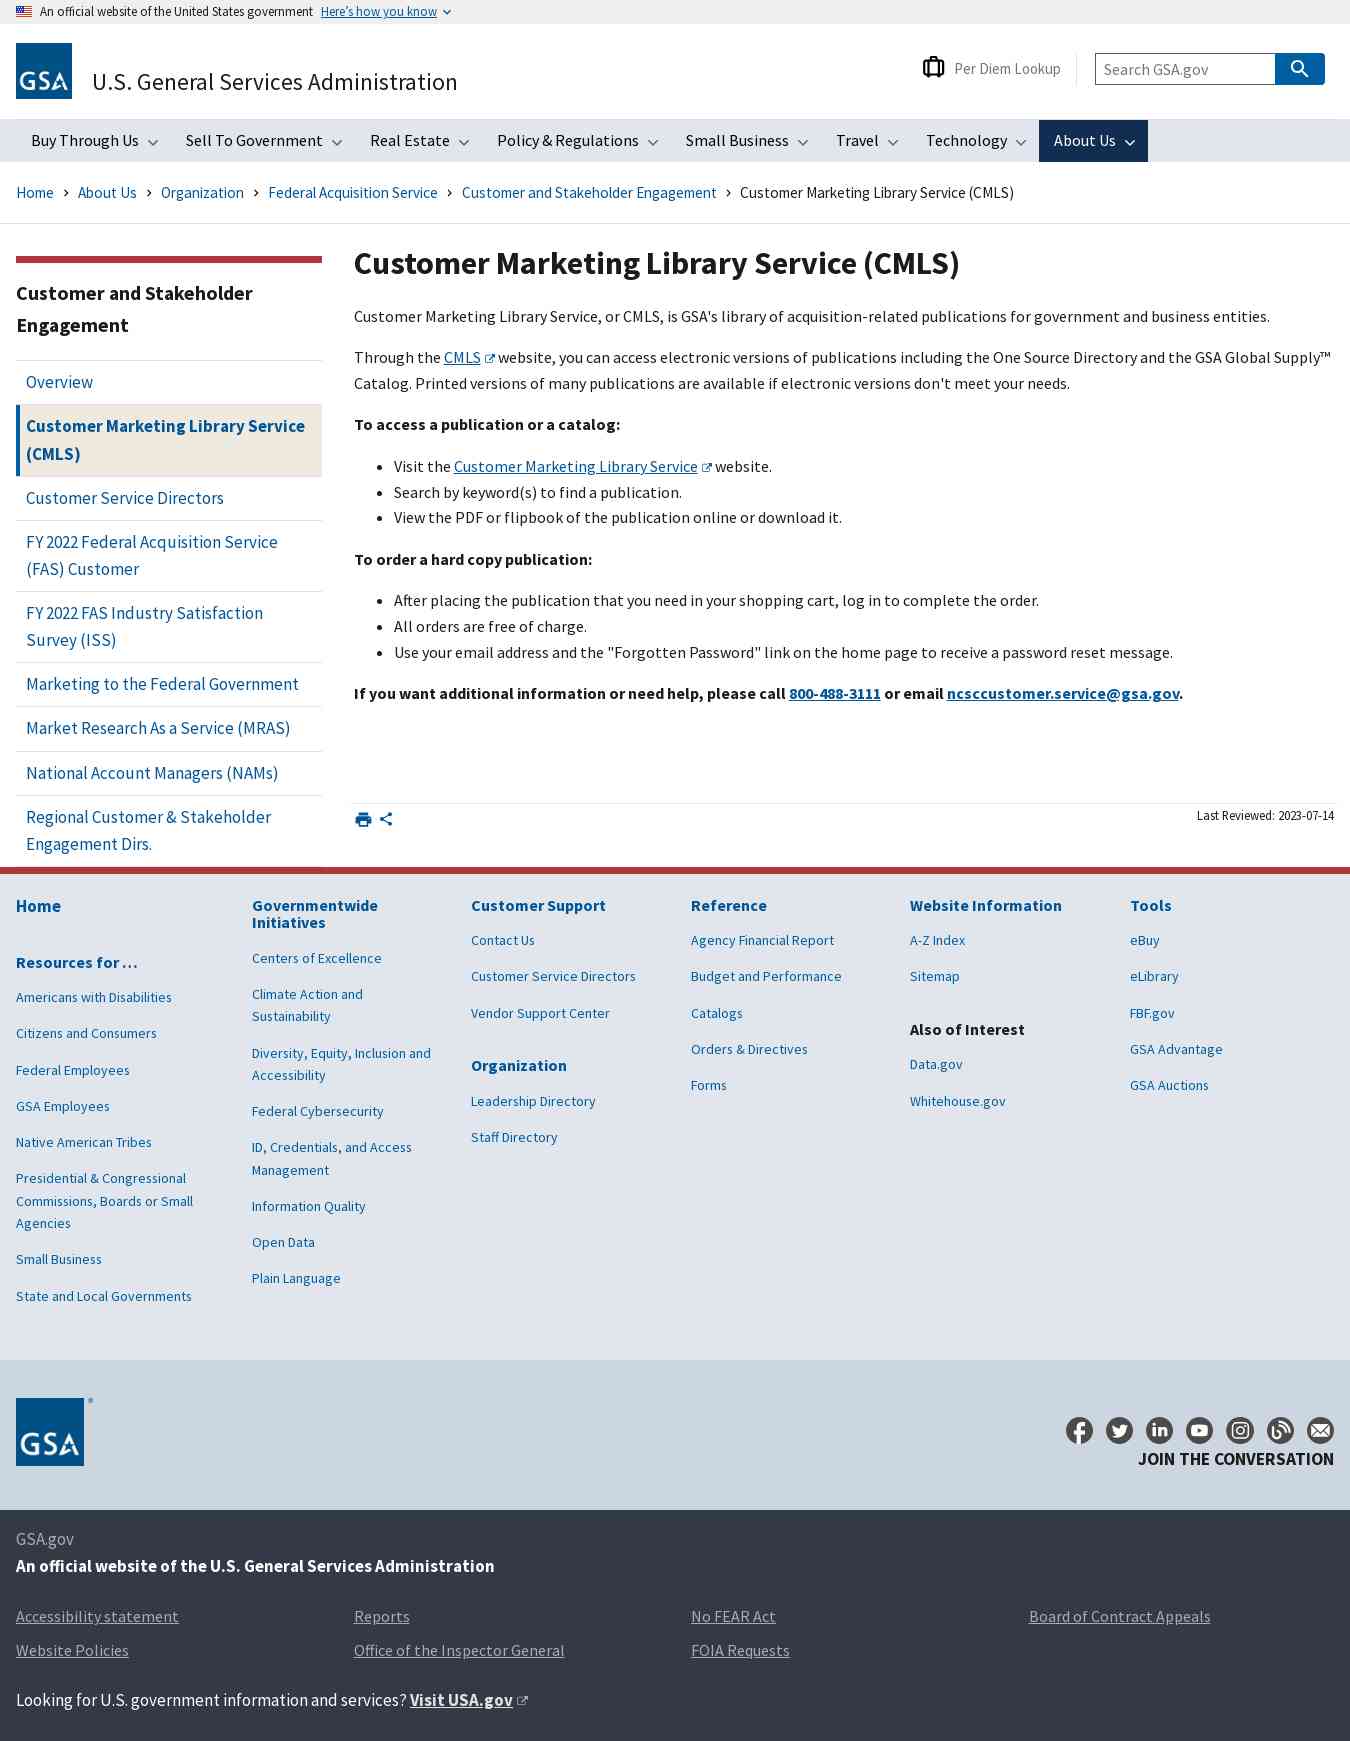 An official website of the United States government Here's how you know
GSA
U.S. General Services Administration
Per Diem Lookup
Search GSA.gov
Buy Through Us
Sell To Government
Real Estate
Policy & Regulations
Small Business
Travel
Technology
About Us
Home
About Us
Organization
Federal Acquisition Service
Customer and Stakeholder Engagement
Customer Marketing Library Service (CMLS)
Customer and Stakeholder
Engagement
Overview
Customer Marketing Library Service
(CMLS)
Customer Service Directors
FY 2022 Federal Acquisition Service
(FAS) Customer
FY 2022 FAS Industry Satisfaction
Survey (ISS)
Marketing to the Federal Government
Market Research As a Service (MRAS)
National Account Managers (NAMs)
Regional Customer & Stakeholder
Engagement Dirs.
Customer Marketing Library Service (CMLS)
Customer Marketing Library Service, or CMLS, is GSA's library of acquisition-related publications for government and business entities.
Through the CMLS website, you can access electronic versions of publications including the One Source Directory and the GSA Global Supply™
Catalog. Printed versions of many publications are available if electronic versions don't meet your needs.
To access a publication or a catalog:
• Visit the Customer Marketing Library Service website.
• Search by keyword(s) to find a publication.
• View the PDF or flipbook of the publication online or download it.
To order a hard copy publication:
• After placing the publication that you need in your shopping cart, log in to complete the order.
• All orders are free of charge.
• Use your email address and the "Forgotten Password" link on the home page to receive a password reset message.
If you want additional information or need help, please call 800-488-3111 or email ncsccustomer.service@gsa.gov.
Last Reviewed: 2023-07-14
Home
Resources for …
Americans with Disabilities
Citizens and Consumers
Federal Employees
GSA Employees
Native American Tribes
Presidential & Congressional
Commissions, Boards or Small
Agencies
Small Business
State and Local Governments
Governmentwide
Initiatives
Centers of Excellence
Climate Action and
Sustainability
Diversity, Equity, Inclusion and
Accessibility
Federal Cybersecurity
ID, Credentials, and Access
Management
Information Quality
Open Data
Plain Language
Customer Support
Contact Us
Customer Service Directors
Vendor Support Center
Organization
Leadership Directory
Staff Directory
Reference
Agency Financial Report
Budget and Performance
Catalogs
Orders & Directives
Forms
Website Information
A-Z Index
Sitemap
Also of Interest
Data.gov
Whitehouse.gov
Tools
eBuy
eLibrary
FBF.gov
GSA Advantage
GSA Auctions
GSA
JOIN THE CONVERSATION
GSA.gov
An official website of the U.S. General Services Administration
Accessibility statement
Reports
No FEAR Act
Board of Contract Appeals
Website Policies
Office of the Inspector General
FOIA Requests
Looking for U.S. government information and services? Visit USA.gov